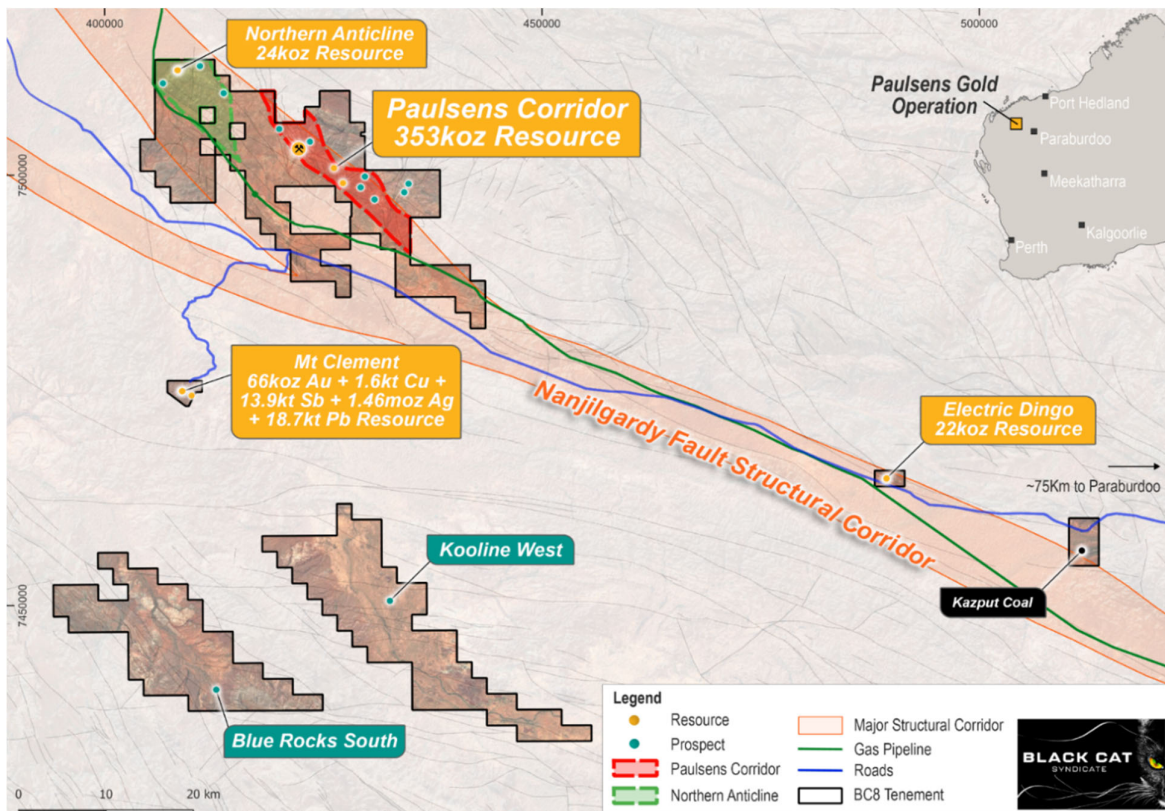 400000
450000
500000
7500000
7450000
Northern Anticline
24koz Resource
Paulsens Corridor
353koz Resource
Paulsens Gold
Operation
Port Hedland
Paraburdoo
Meekatharra
Kalgoorlie
Perth
Mt Clement
66koz Au + 1.6kt Cu +
13.9kt Sb + 1.46moz Ag
+ 18.7kt Pb Resource
Nanjilgardy Fault Structural Corridor
Electric Dingo
22koz Resource
~75Km to Paraburdoo
Kooline West
Kazput Coal
Blue Rocks South
0
10
20 km
Legend
Resource
Prospect
Paulsens Corridor
Northern Anticline
Major Structural Corridor
Gas Pipeline
Roads
BC8 Tenement
BLACK CAT
SYNDICATE